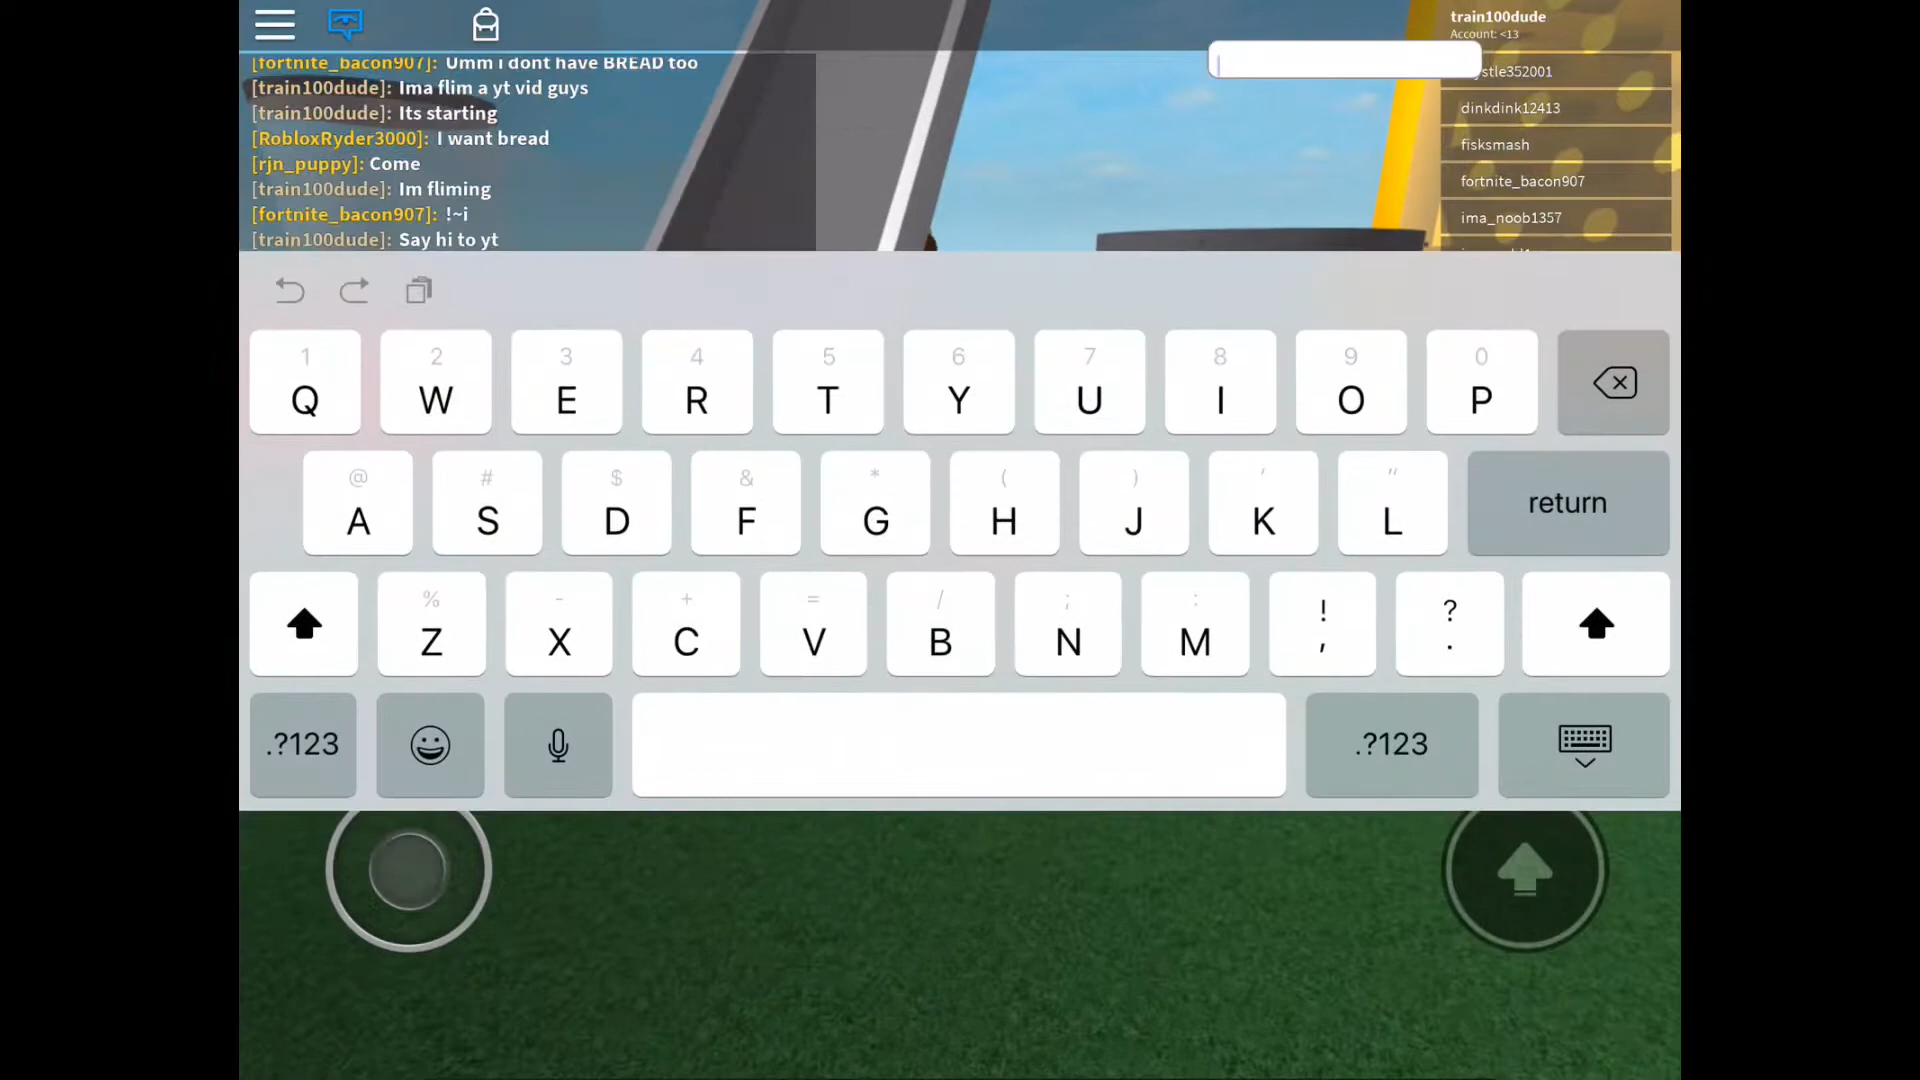 train100dude
Account: <13
[fortnite_bacon907]: Umm i dont have BREAD too
[train100dude]: Ima flim a yt vid guys
[train100dude]: Its starting
[RobloxRyder3000]: I want bread
[rjn_puppy]: Come
[train100dude]: Im fliming
[fortnite_bacon907]: !~i
[train100dude]: Say hi to yt
dinkdink12413
fisksmash
fortnite_bacon907
ima_noob1357
1 2 3 4 5 6 7 8 9 0
Q W E R T Y U I O P
@ # $ & * ( ) ' "
A S D F G H J K L return
% - + = / ; : ! ?
Z X C V B N M , .
.?123 .?123